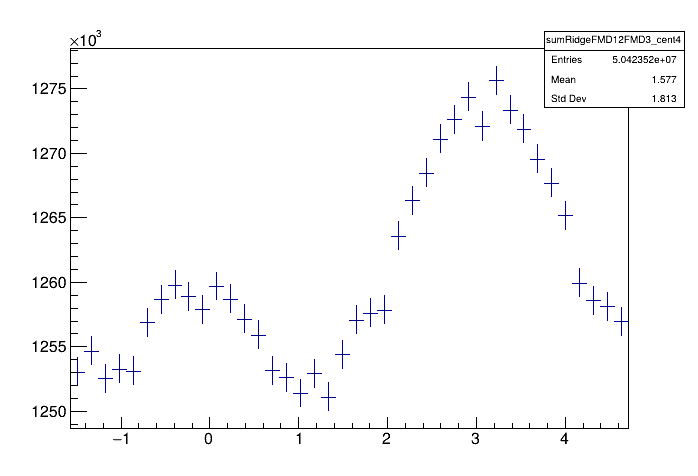 ×10³
sumRidgeFMD12FMD3_cent4
Entries 5.042352e+07
Mean 1.577
Std Dev 1.813
1275
1270
1265
1260
1255
1250
−1 0 1 2 3 4